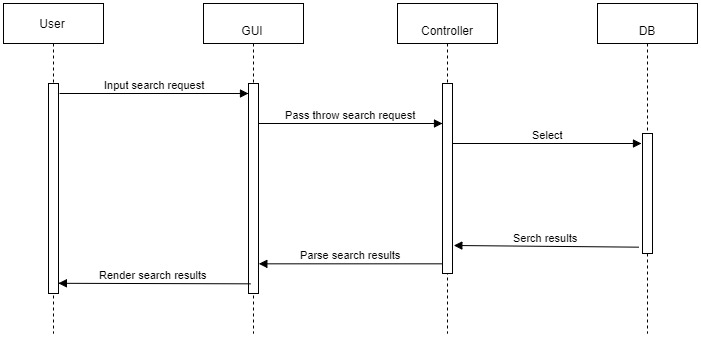 User
GUI
Controller
DB
Input search request
Pass throw search request
Select
Serch results
Parse search results
Render search results